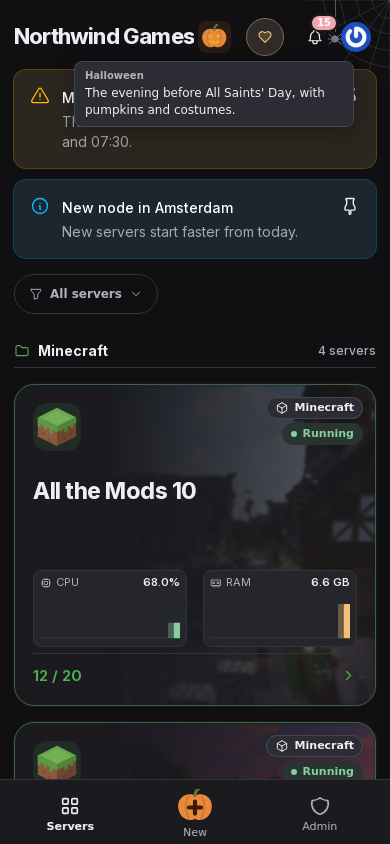 Northwind Games
15
Halloween
The evening before All Saints' Day, with
pumpkins and costumes.
and 07:30.
New node in Amsterdam
New servers start faster from today.
All servers
Minecraft
4 servers
Minecraft
Running
All the Mods 10
CPU
68.0%
RAM
6.6 GB
12 / 20
Minecraft
Running
Servers
New
Admin